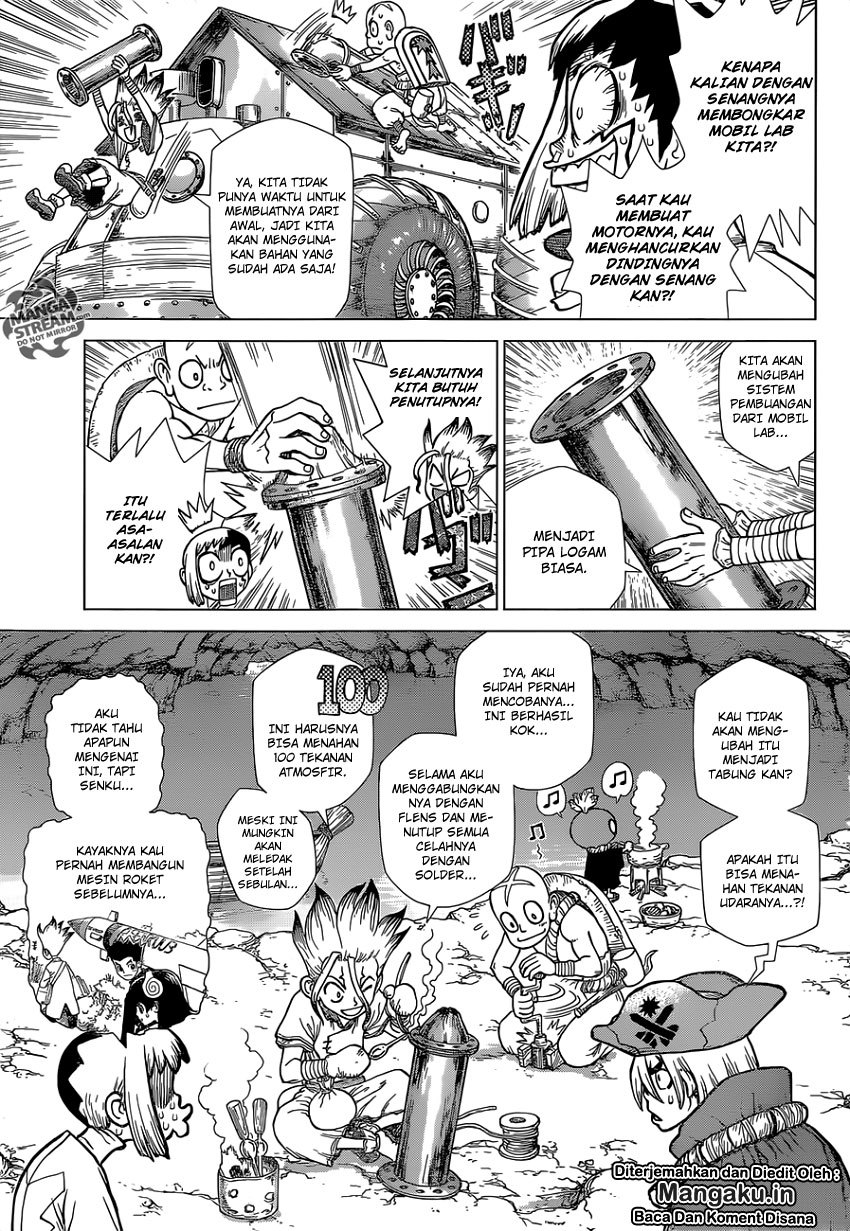 KENAPA
KALIAN DENGAN
SENANGNYA
MEMBONGKAR
MOBIL LAB
KITA?!
SAAT KAU
MEMBUAT
MOTORNYA, KAU
MENGHANCURKAN
DINDINGNYA
DENGAN SENANG
KAN?!
YA, KITA TIDAK
PUNYA WAKTU UNTUK
MEMBUATNYA DARI
AWAL, JADI KITA
AKAN MENGGUNA-
KAN BAHAN YANG
SUDAH ADA SAJA!
MANGA
STREAM.com
DO NOT MIRROR
KITA AKAN
MENGUBAH
SISTEM
PEMBUANGAN
DARI MOBIL
LAB...
MENJADI
PIPA LOGAM
BIASA.
SELANJUTNYA
KITA BUTUH
PENUTUPNYA!
ITU
TERLALU
ASA-
ASALAN
KAN?!
KAU TIDAK
AKAN MENG-
UBAH ITU
MENJADI
TABUNG KAN?
APAKAH ITU
BISA MENA-
HAN TEKANAN
UDARANYA...?!
IYA, AKU
SUDAH PERNAH
MENCOBANYA...
INI BERHASIL
KOK...
SELAMA AKU
MENGGABUNGKAN
NYA DENGAN
FLENS DAN ME-
NUTUP SEMUA
CELAHNYA
DENGAN
SOLDER...
100
INI HARUSNYA
BISA MENAHAN
100 TEKANAN
ATMOSFIR.
MESKI INI
MUNGKIN
AKAN
MELEDAK
SETELAH
SEBULAN...
AKU
TIDAK TAHU
APAPUN
MENGENAI
INI, TAPI
SENKU...
KAYAKNYA KAU
PERNAH MEMBANGUN
MESIN ROKET
SEBELUMNYA...
Diterjemahkan dan Diedit Oleh :
Mangaku.in
Baca Dan Koment Disana